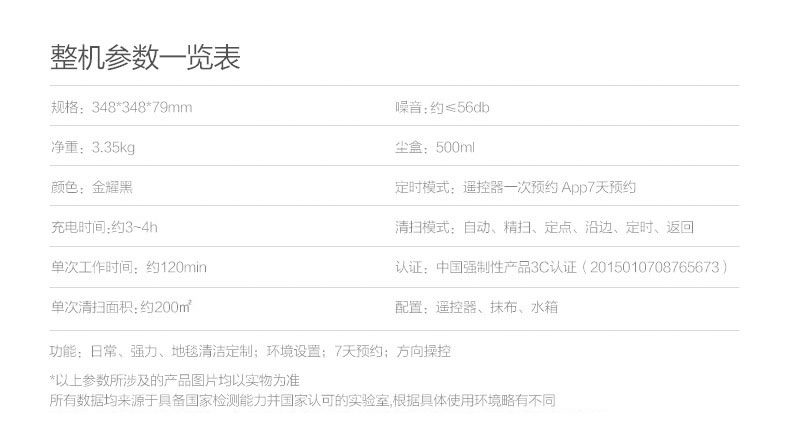 整机参数一览表
规格：348*348*79mm
噪音:约≤56db
净重：3.35kg
尘盒：500ml
颜色：金耀黑
定时模式：遥控器一次预约 App7天预约
充电时间:约3~4h
清扫模式：自动、精扫、定点、沿边、定时、返回
单次工作时间：约120min
认证：中国强制性产品3C认证（2015010708765673）
单次清扫面积:约200㎡
配置：遥控器、抹布、水箱
功能：日常、强力、地毯清洁定制；环境设置；7天预约；方向操控
*以上参数所涉及的产品图片均以实物为准
所有数据均来源于具备国家检测能力并国家认可的实验室,根据具体使用环境略有不同